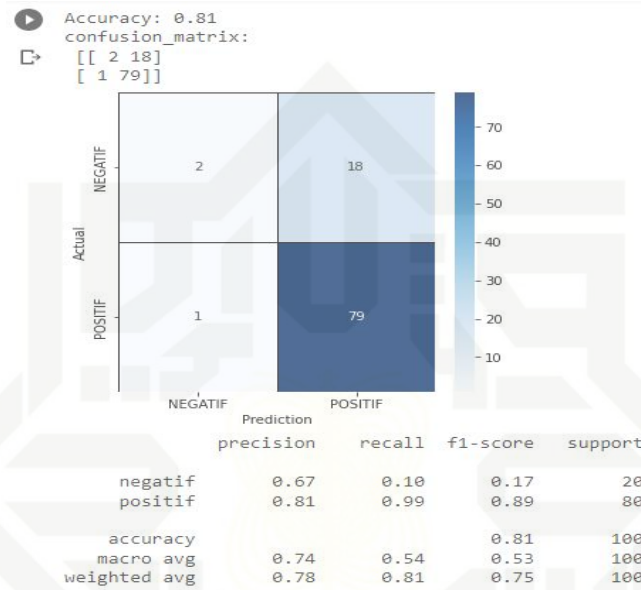 Accuracy: 0.81
confusion_matrix:
[[ 2 18]
[ 1 79]]
70
NEGATIF 2 18
60
50
Actual
40
30
POSITIF 1 79
20
10
NEGATIF POSITIF
Prediction
precision recall f1-score support
negatif 0.67 0.10 0.17 20
positif 0.81 0.99 0.89 80
accuracy 0.81 100
macro avg 0.74 0.54 0.53 100
weighted avg 0.78 0.81 0.75 100